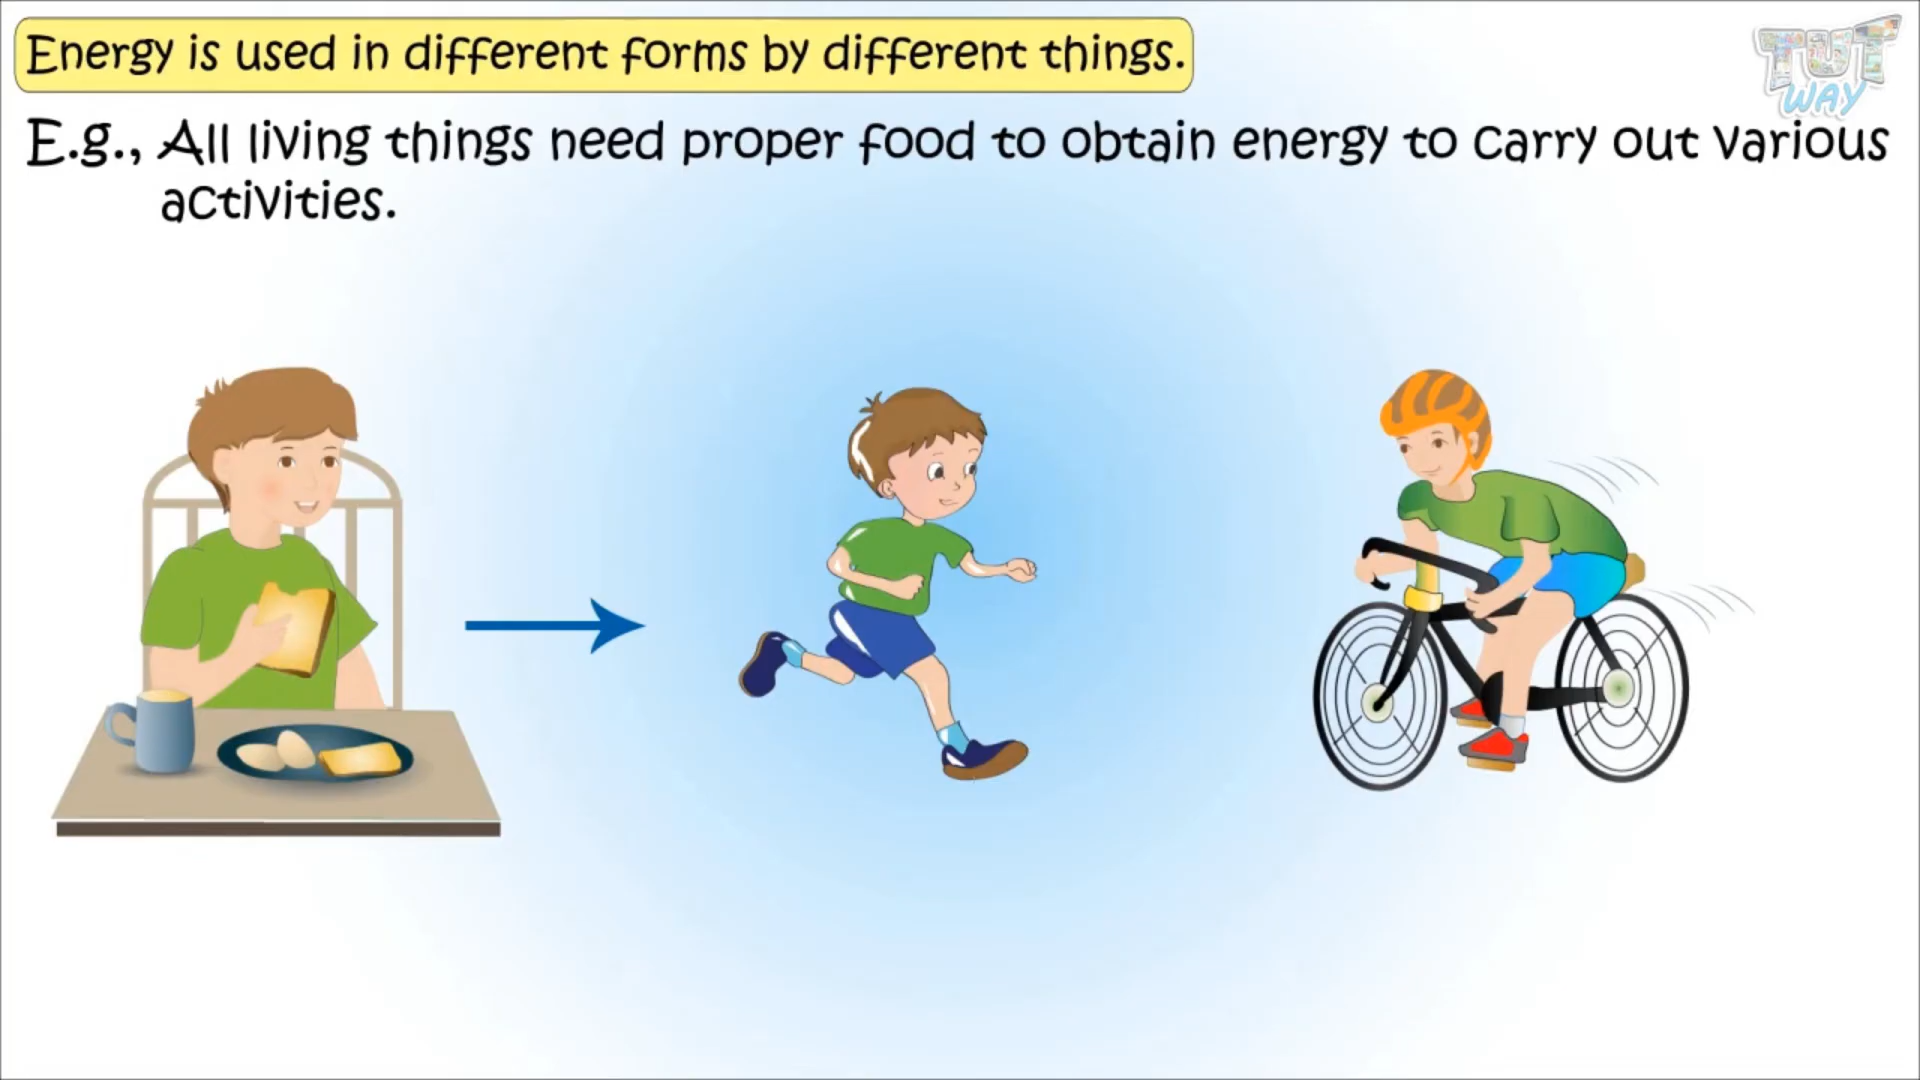 Energy is used in different forms by different things.
TUT
WAY
E.g., All living things need proper food to obtain energy to carry out various
activities.